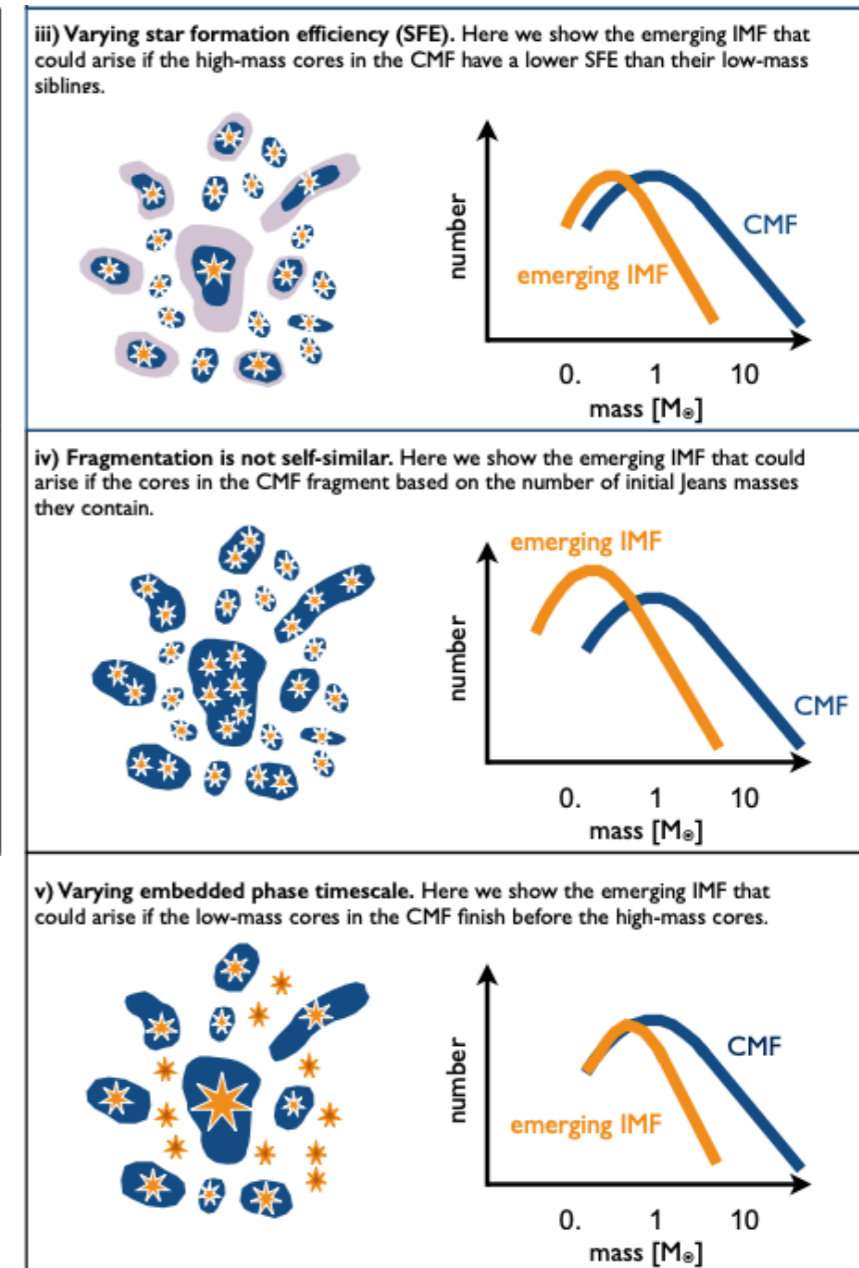 iii) Varying star formation efficiency (SFE). Here we show the emerging IMF that
could arise if the high-mass cores in the CMF have a lower SFE than their low-mass
siblings.
number
CMF
emerging IMF
0. 1 10
mass [M⊛]
iv) Fragmentation is not self-similar. Here we show the emerging IMF that could
arise if the cores in the CMF fragment based on the number of initial Jeans masses
they contain.
emerging IMF
number
CMF
0. 1 10
mass [M⊛]
v) Varying embedded phase timescale. Here we show the emerging IMF that
could arise if the low-mass cores in the CMF finish before the high-mass cores.
number
CMF
emerging IMF
0. 1 10
mass [M⊛]